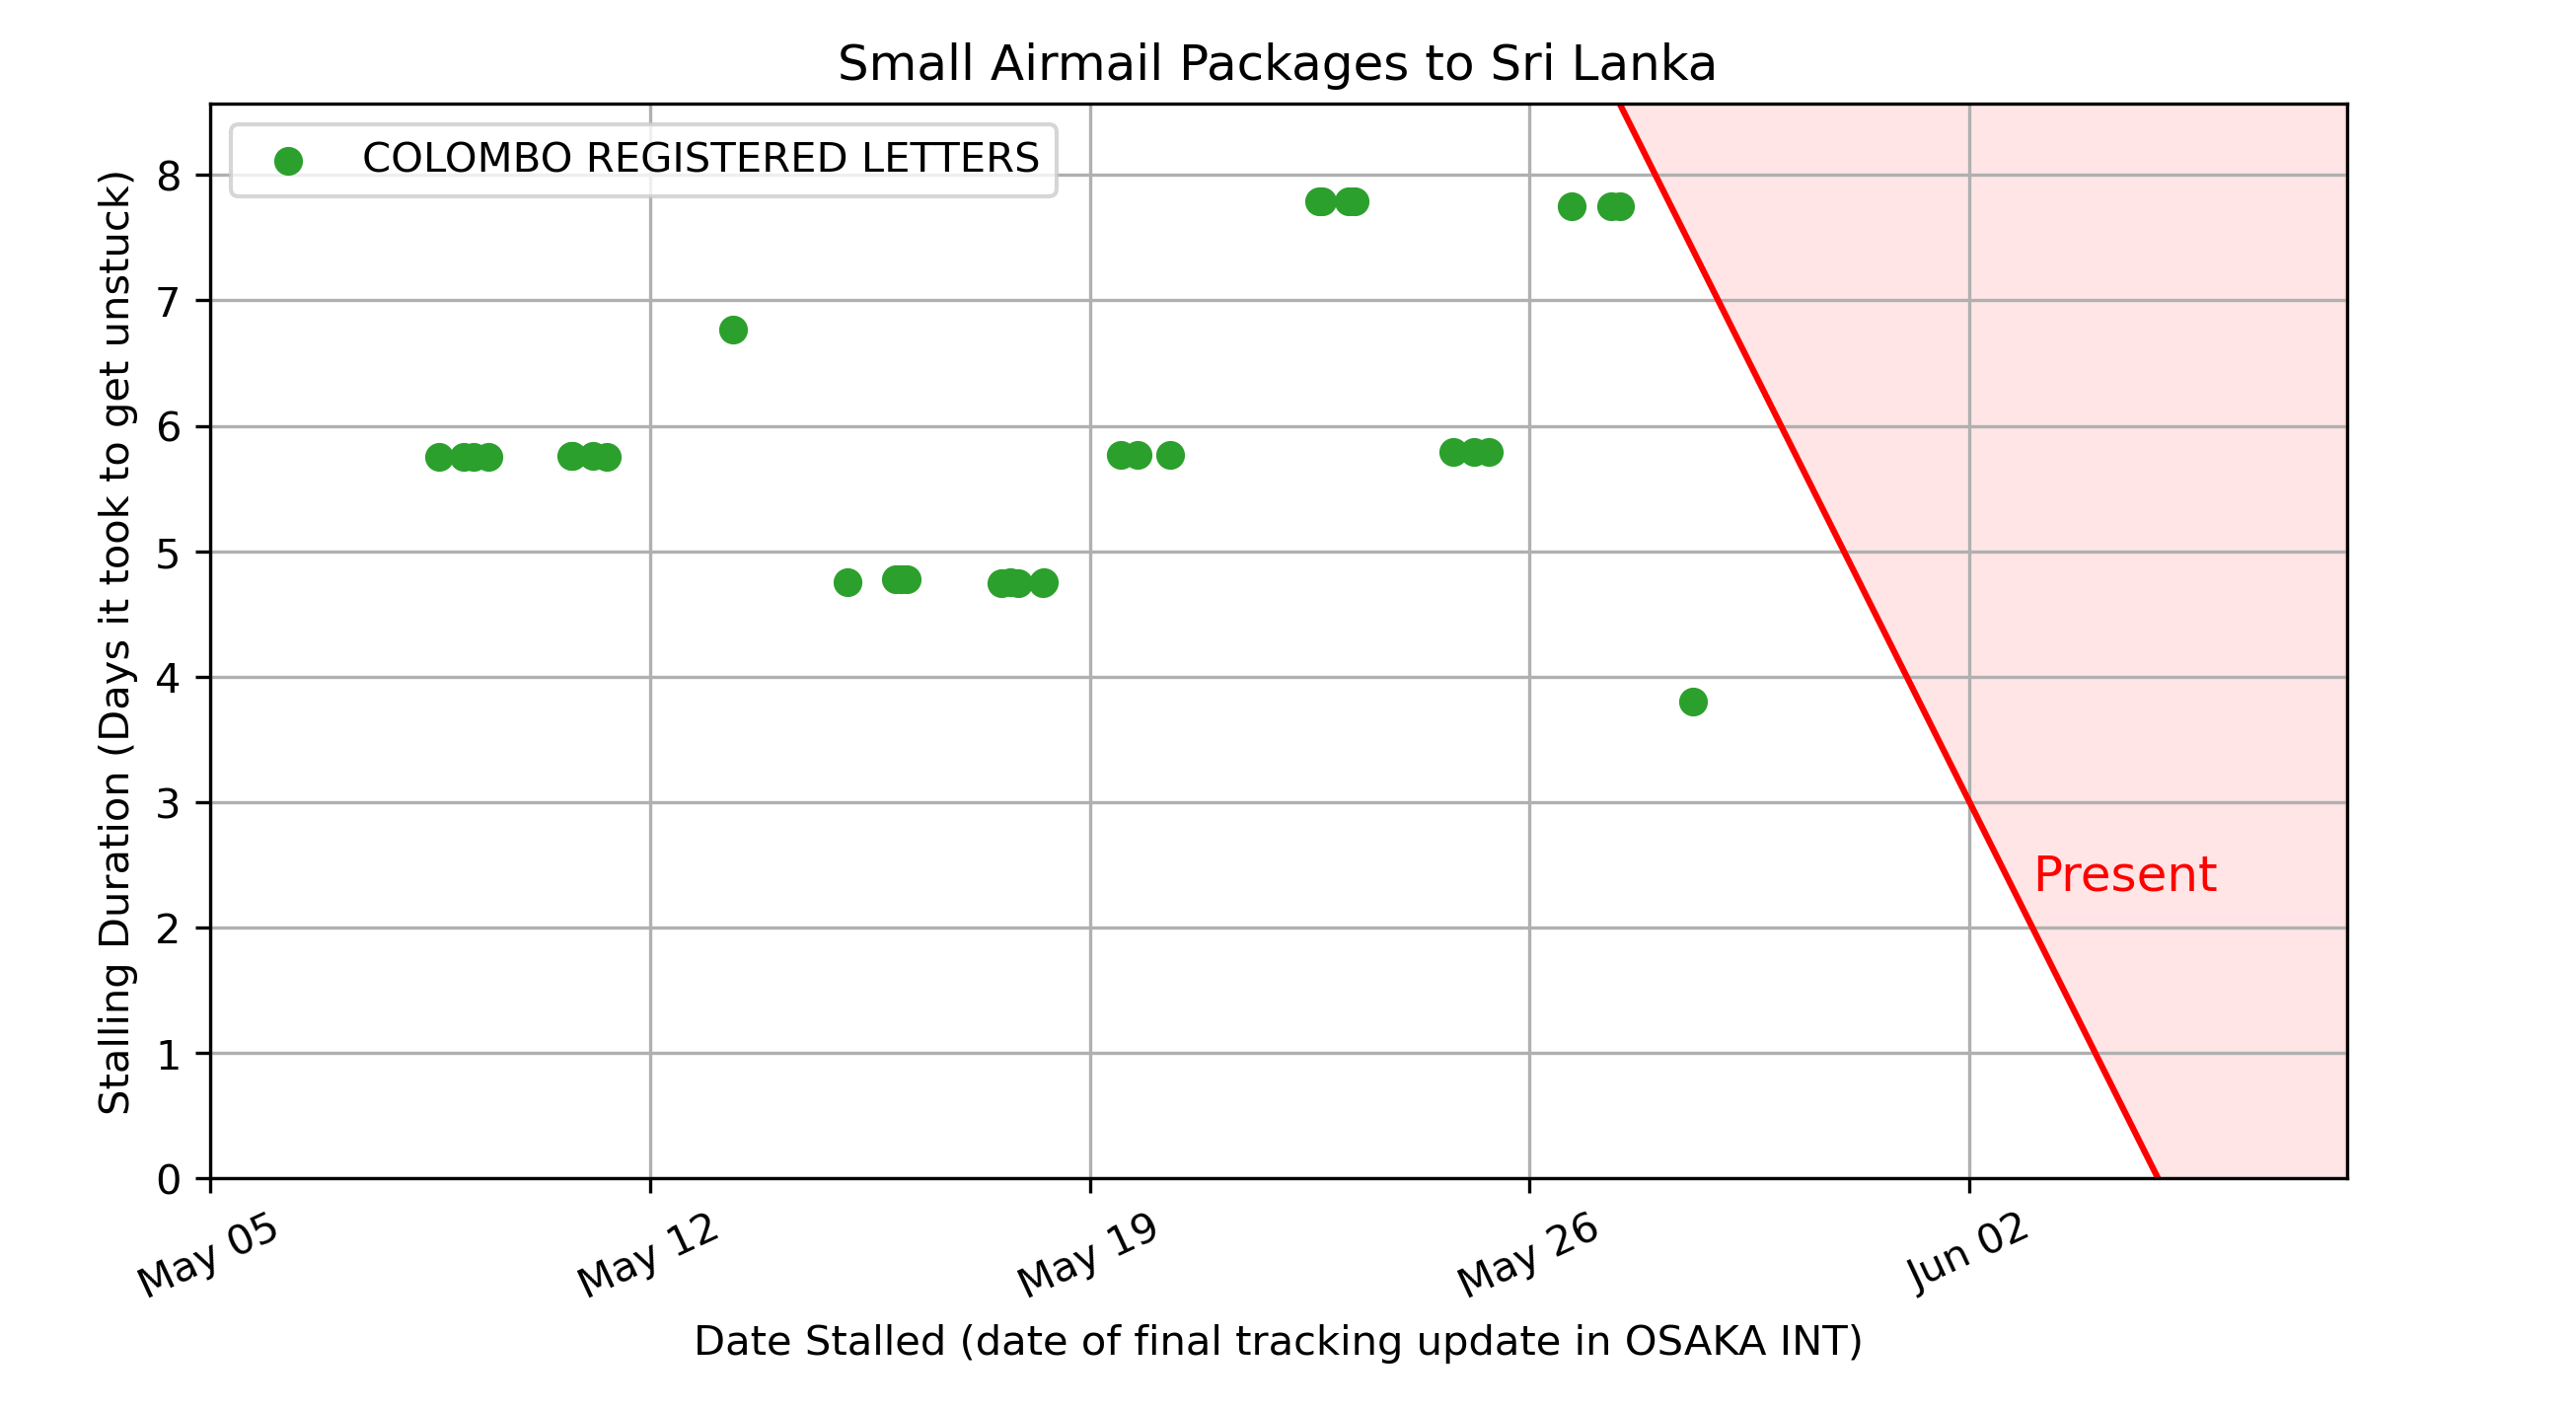 Small Airmail Packages to Sri Lanka
COLOMBO REGISTERED LETTERS
Stalling Duration (Days it took to get unstuck)
8
7
6
5
4
3
2
1
0
Present
May 05
May 12
May 19
May 26
Jun 02
Date Stalled (date of final tracking update in OSAKA INT)